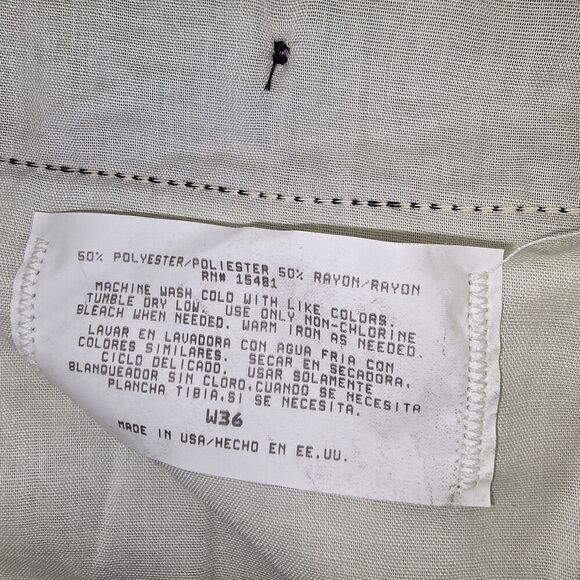 50% POLYESTER/POLIESTER 50% RAYON/RAYON
RN# 15481
MACHINE WASH COLD WITH LIKE COLORS;
TUMBLE DRY LOW. USE ONLY NON-CHLORINE
BLEACH WHEN NEEDED. WARM IRON AS NEEDED.
LAVAR EN LAVADORA CON AGUA FRIA CON
COLORES SIMILARES. SECAR EN SECADORA,
CICLO DELICADO. USAR SOLAMENTE
BLANQUEADOR SIN CLORO,CUANDO SE NECESITA
PLANCHA TIBIA,SI SE NECESITA.
W36
MADE IN USA/HECHO EN EE.UU.